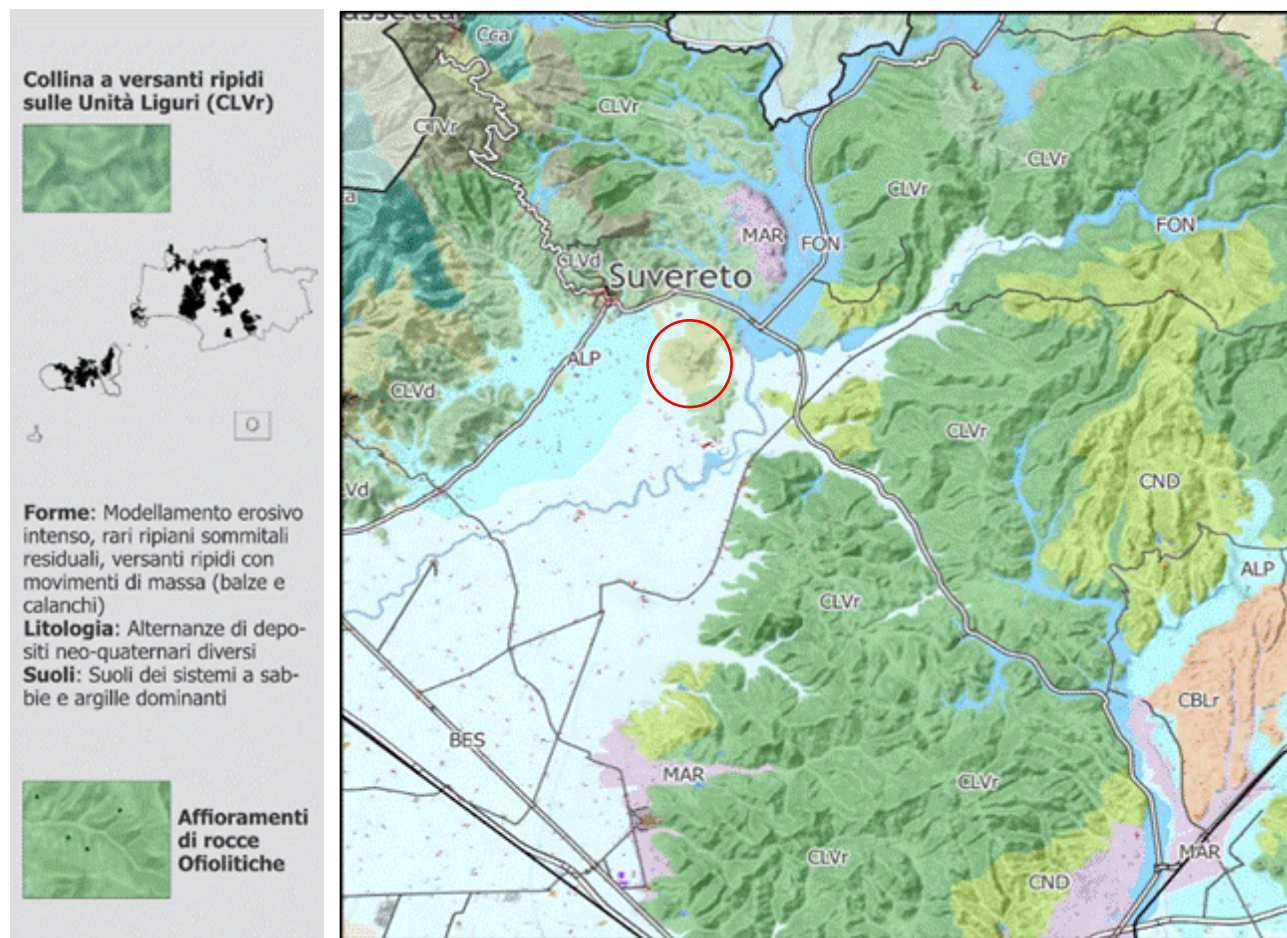 Collina a versanti ripidi
sulle Unità Liguri (CLVr)
Forme: Modellamento erosivo
intenso, rari ripiani sommitali
residuali, versanti ripidi con
movimenti di massa (balze e
calanchi)
Litologia: Alternanze di depo-
siti neo-quaternari diversi
Suoli: Suoli dei sistemi a sab-
bie e argille dominanti
Affioramenti
di rocce
Ofiolitiche
assetta
Cca
CLVr
CTVr
CLVr
CLVr
ca
MAR
FON
FON
CLVd
Suvereto
ALP
CLVd
CLVr
CND
Vd
ALP
CLVr
CBLr
BES
MAR
CLVr
CLVr
MAR
CND